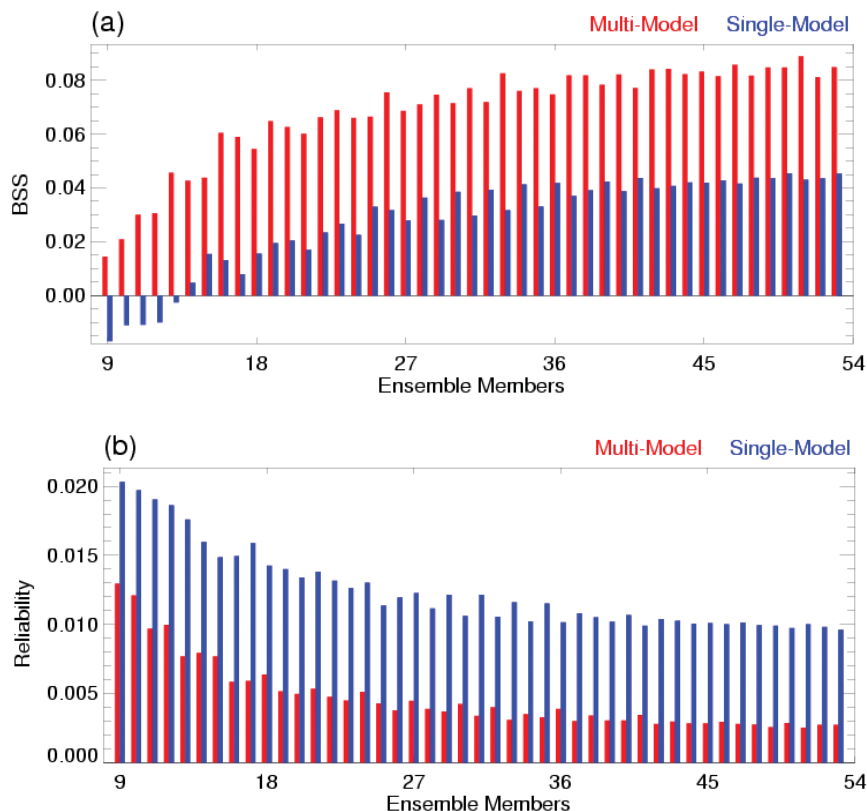 (a)
Multi-Model Single-Model
BSS
0.08
0.06
0.04
0.02
0.00
9 18 27 36 45 54
Ensemble Members
(b)
Multi-Model Single-Model
Reliability
0.020
0.015
0.010
0.005
0.000
9 18 27 36 45 54
Ensemble Members